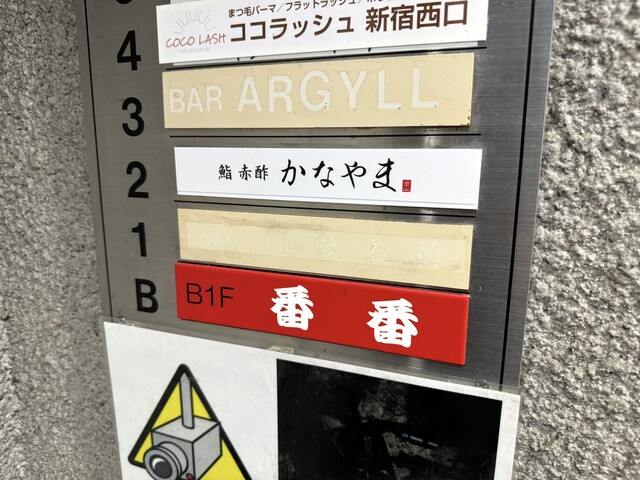 まつ毛パーマ/フラットラッシュ/
4 COCO LASH ココラッシュ 新宿西口
3 BAR ARGYLL
2 鮨 赤酢 かなやま
1
B B1F 番番